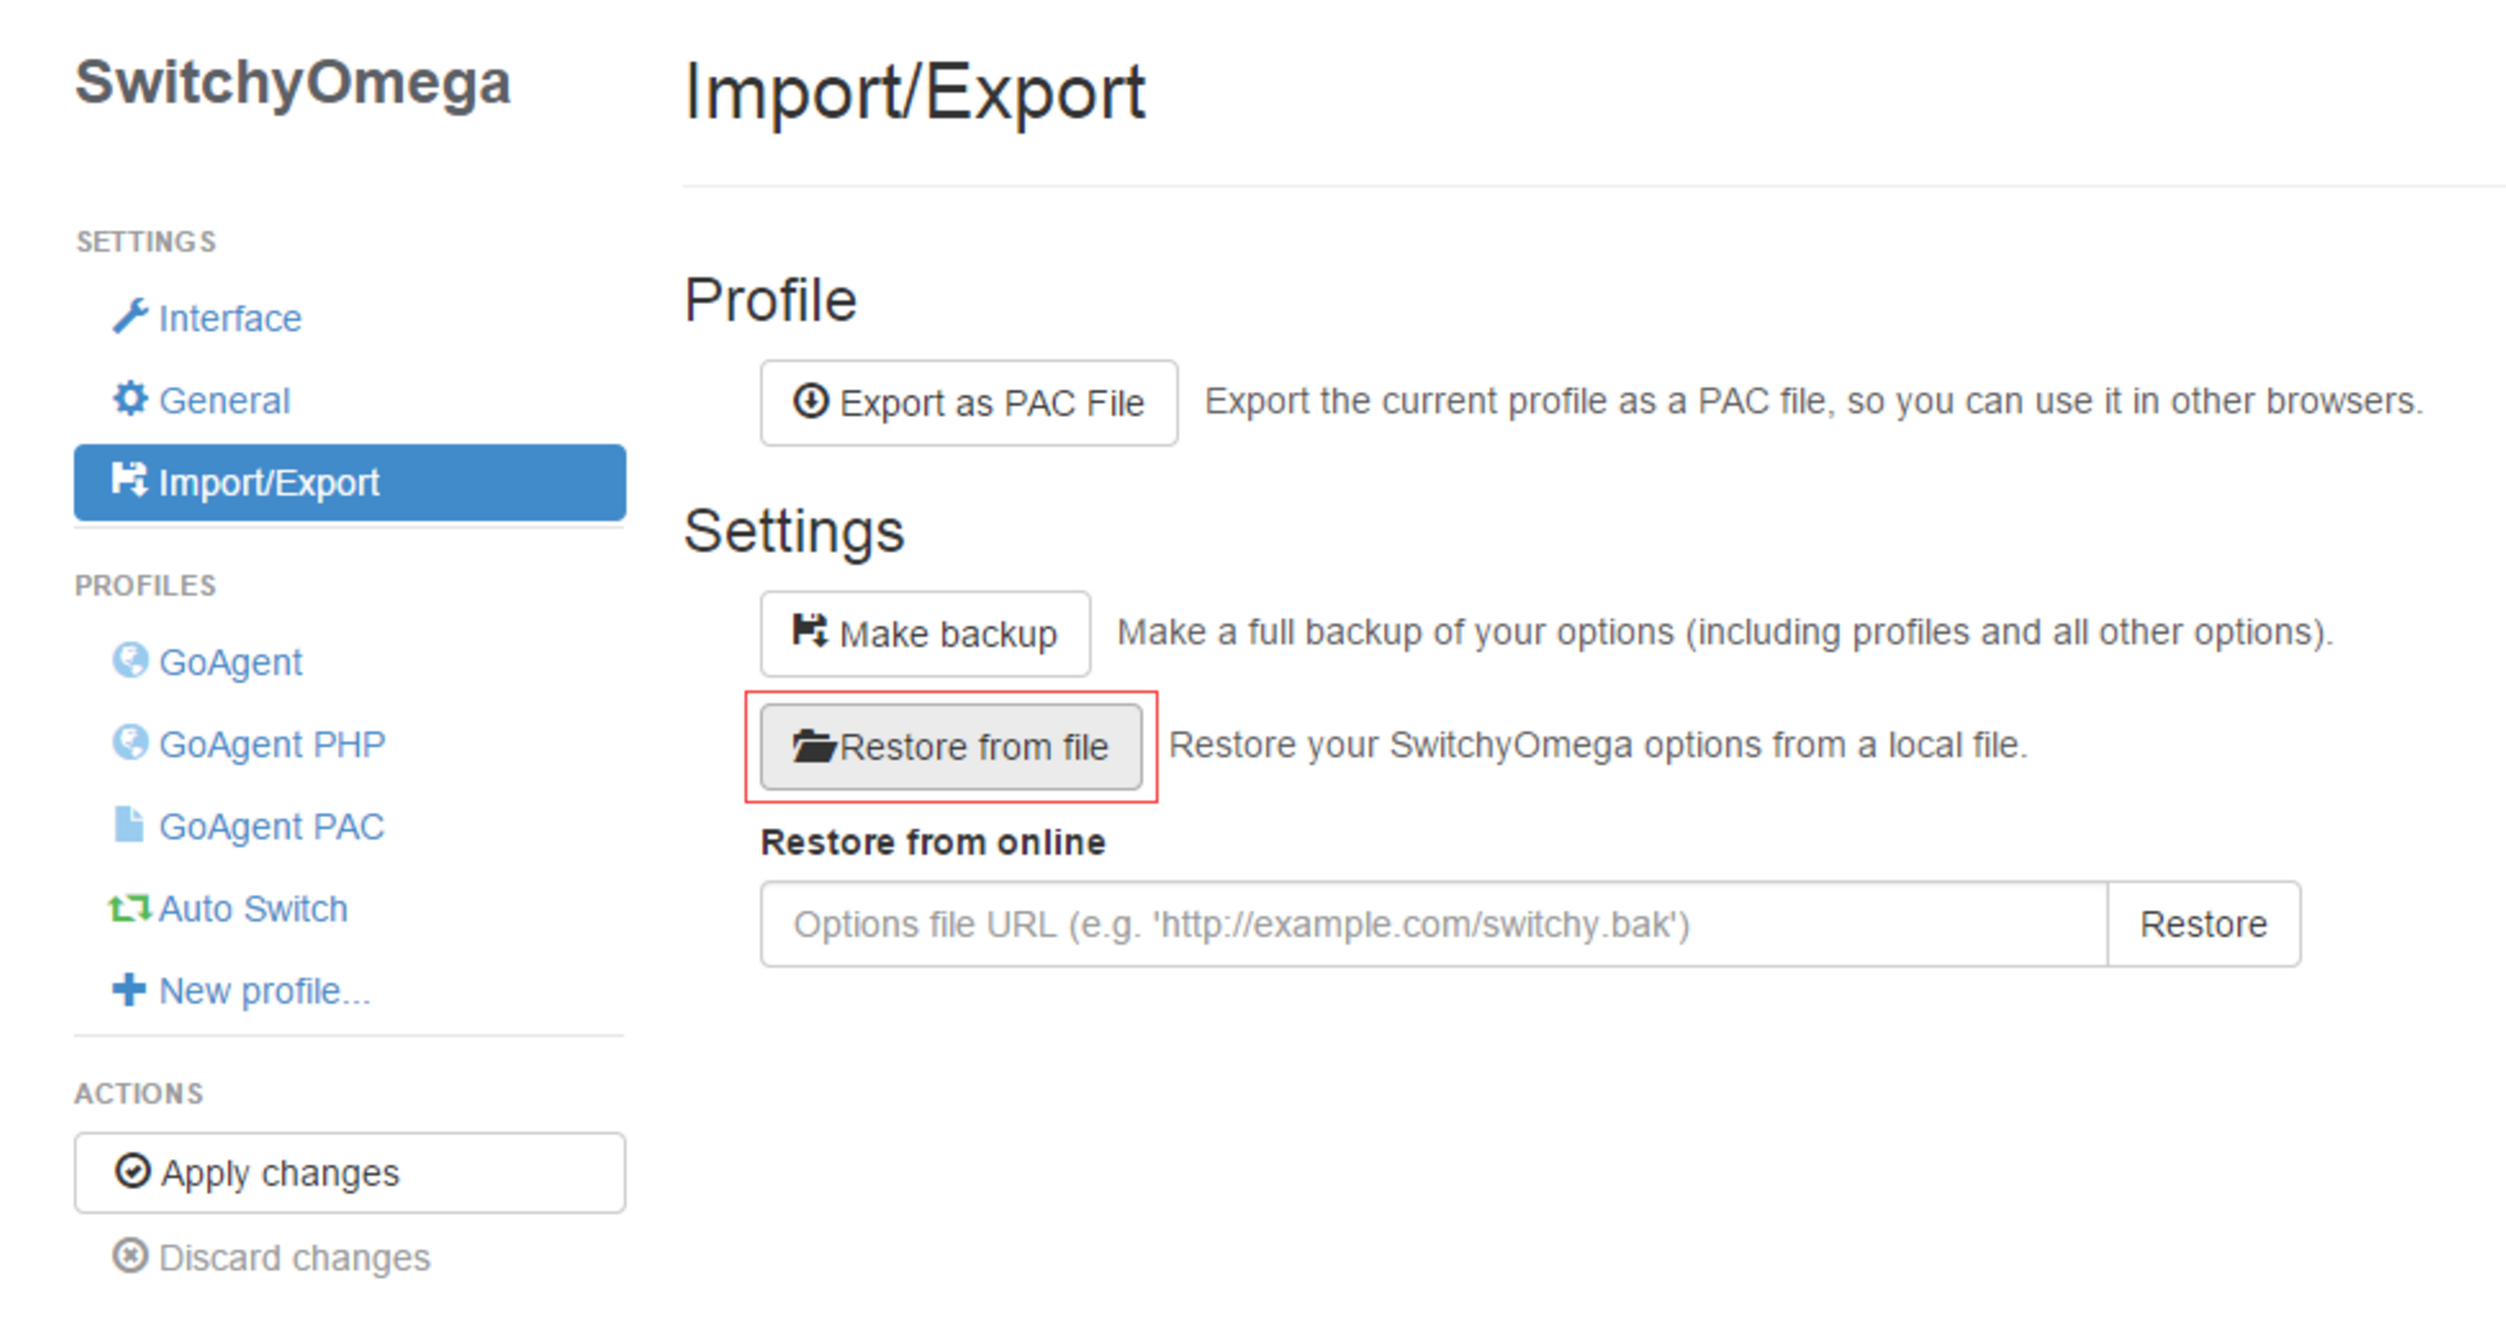 SwitchyOmega
SETTINGS
Interface
General
Import/Export
PROFILES
GoAgent
GoAgent PHP
GoAgent PAC
Auto Switch
New profile...
ACTIONS
Apply changes
Discard changes
Import/Export
Profile
Export as PAC File Export the current profile as a PAC file, so you can use it in other browsers.
Settings
Make backup Make a full backup of your options (including profiles and all other options).
Restore from file Restore your SwitchyOmega options from a local file.
Restore from online
Options file URL (e.g. 'http://example.com/switchy.bak') Restore